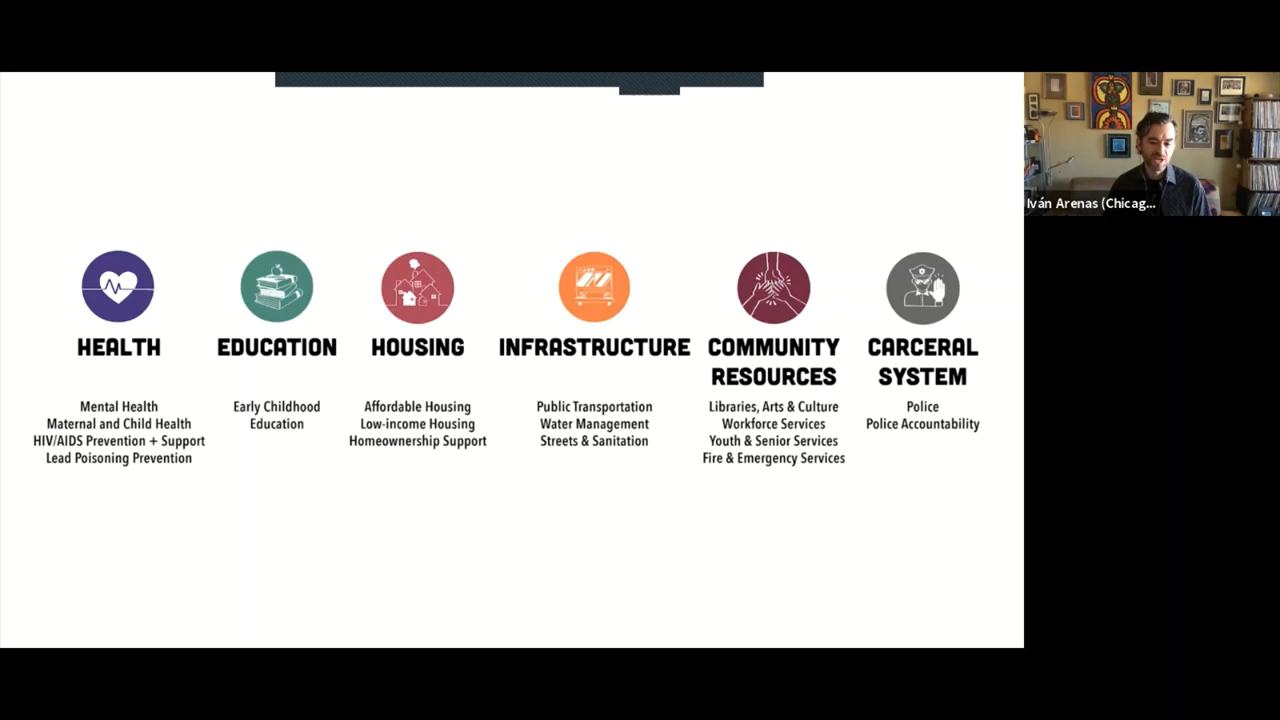 Iván Arenas (Chicag...
HEALTH
Mental Health
Maternal and Child Health
HIV/AIDS Prevention + Support
Lead Poisoning Prevention
EDUCATION
Early Childhood
Education
HOUSING
Affordable Housing
Low-income Housing
Homeownership Support
INFRASTRUCTURE
Public Transportation
Water Management
Streets & Sanitation
COMMUNITY
RESOURCES
Libraries, Arts & Culture
Workforce Services
Youth & Senior Services
Fire & Emergency Services
CARCERAL
SYSTEM
Police
Police Accountability